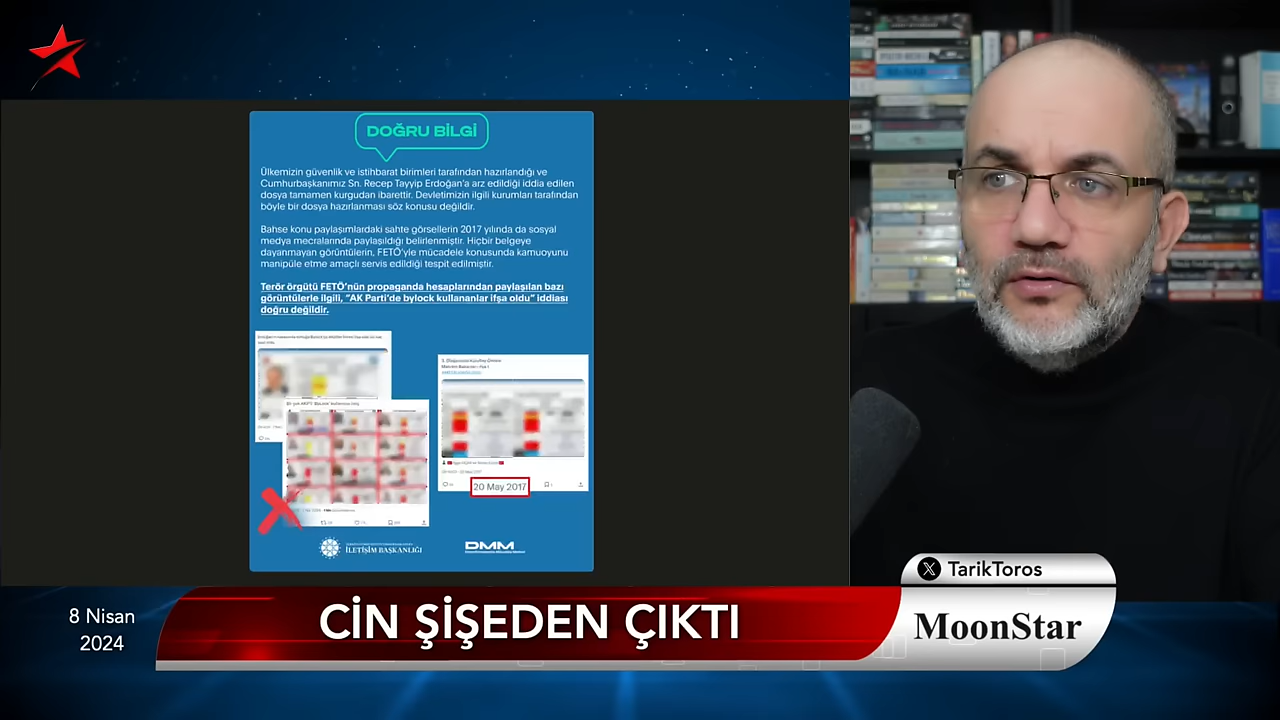 DOĞRU BİLGİ
Ülkemizin güvenlik ve istihbarat birimleri tarafından hazırlandığı ve
Cumhurbaşkanımız Sn. Recep Tayyip Erdoğan'a arz edildiği iddia edilen
dosya tamamen kurgudan ibarettir. Devletimizin ilgili kurumları tarafından
böyle bir dosya hazırlanması söz konusu değildir.
Bahse konu paylaşımlardaki sahte görsellerin 2017 yılında da sosyal
medya mecralarında paylaşıldığı belirlenmiştir. Hiçbir belgeye
dayanmayan görüntülerin, FETÖ'yle mücadele konusunda kamuoyunu
manipüle etme amaçlı servis edildiği tespit edilmiştir.
Terör örgütü FETÖ'nün propaganda hesaplarından paylaşılan bazı
görüntülerle ilgili, "AK Parti'de bylock kullananlar ifşa oldu" iddiası
doğru değildir.
20 May 2017
İLETİŞİM BAŞKANLIĞI
DMM
TarikToros
MoonStar
8 Nisan
2024
CİN ŞİŞEDEN ÇIKTI